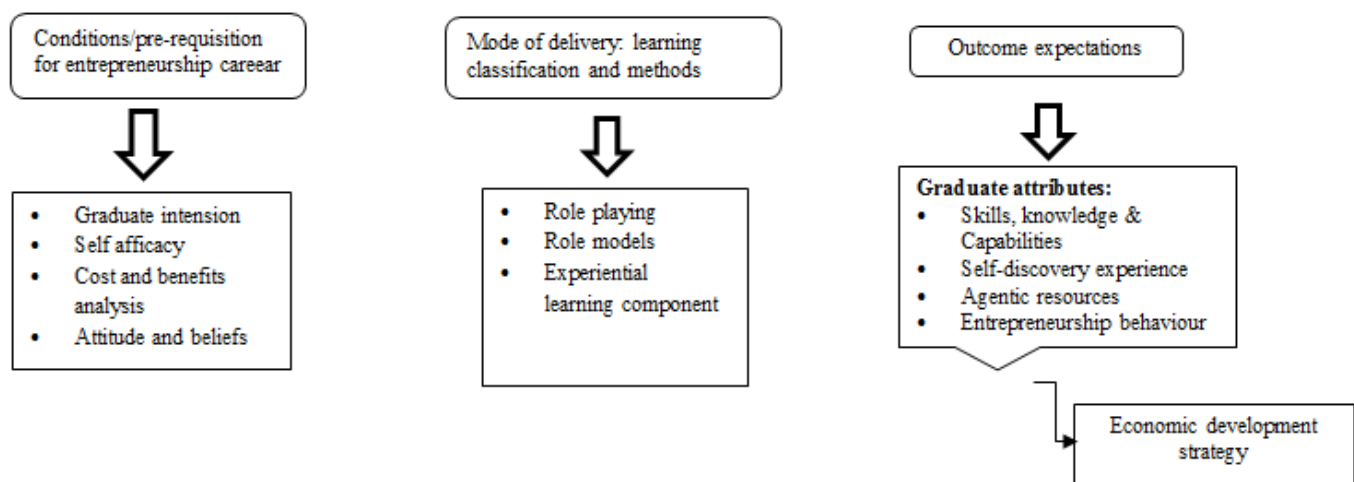 Conditions/pre-requisition
for entrepreneurship careear
• Graduate intension
• Self afficacy
• Cost and benefits
analysis
• Attitude and beliefs
Mode of delivery: learning
classification and methods
• Role playing
• Role models
• Experiential
learning component
Outcome expectations
Graduate attributes:
• Skills, knowledge &
Capabilities
• Self-discovery experience
• Agentic resources
• Entrepreneurship behaviour
Economic development
strategy